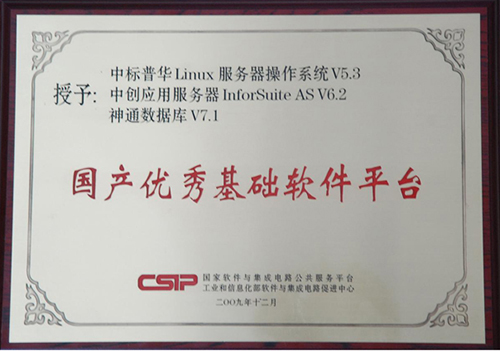 授予:
中标普华Linux 服务器操作系统V5.3
中创应用服务器InforSuite AS V6.2
神通数据库V7.1
国产优秀基础软件平台
CSIP
国家软件与集成电路公共服务平台
工业和信息化部软件与集成电路促进中心
二〇〇九年十二月